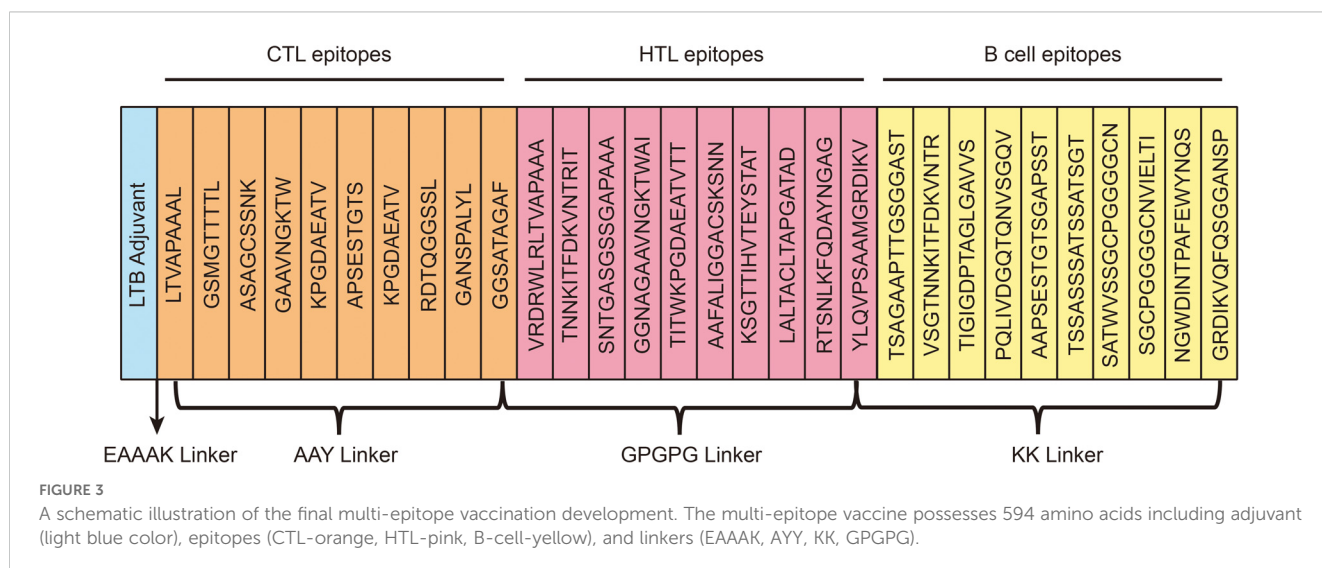 CTL epitopes
HTL epitopes
B cell epitopes
LTB Adjuvant
LTVAPAAAL
GSMGTTTTL
ASAGCSSNK
GAAVNGKTW
KPGDAEATV
APSESTGTS
KPGDAEATV
RDTQGGSSL
GANSPALYL
GGSATAGAF
VRDRWLRLTVAPAAA
TNNKITFDKVNTRIT
SNTGASGSSGAPAAA
GGNAGAAVNGKTWAI
TITWKPGDAEATVTT
AAFALIGGACSKSNN
KSGTTIHVTEYSTAT
LALTACLTAPGATAD
RTSNLKFQDAYNGAG
YLQVPSAAMGRDIKV
TSAGAAPTTGSGGAST
VSGTNNKITFDKVNTR
TIGIGDPTAGLGAVVS
PQLIVDGQTQNVSGQV
AAPSESTGTSGAPSST
TSSASSSATSSATSGT
SATWVSSGCPGGGGCN
SGCPGGGGCNVIELTI
NGWDINTPAFEWYNQS
GRDIKVQFQSGGANSP
EAAAK Linker
AAY Linker
GPGPG Linker
KK Linker
FIGURE 3
A schematic illustration of the final multi-epitope vaccination development. The multi-epitope vaccine possesses 594 amino acids including adjuvant
(light blue color), epitopes (CTL-orange, HTL-pink, B-cell-yellow), and linkers (EAAAK, AYY, KK, GPGPG).